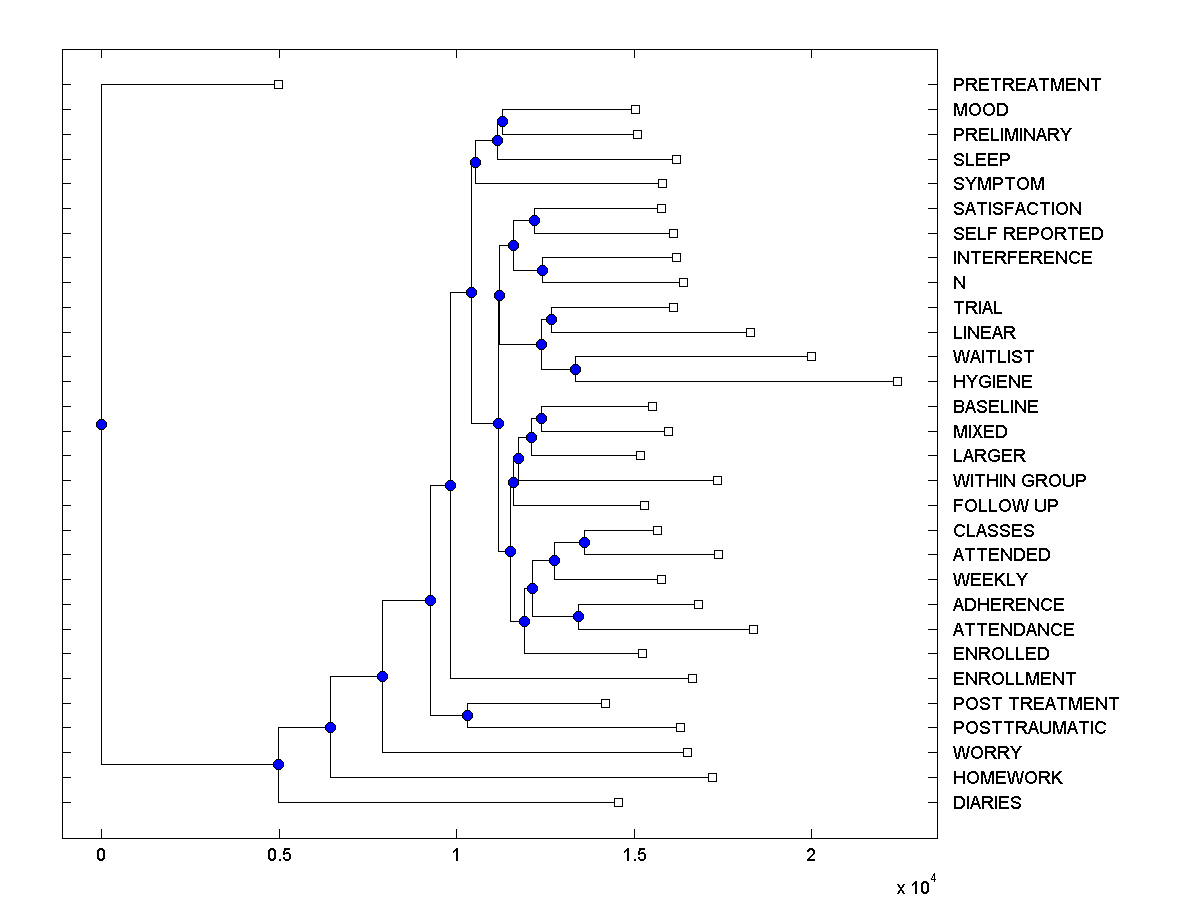 PRETREATMENT
MOOD
PRELIMINARY
SLEEP
SYMPTOM
SATISFACTION
SELF REPORTED
INTERFERENCE
N
TRIAL
LINEAR
WAITLIST
HYGIENE
BASELINE
MIXED
LARGER
WITHIN GROUP
FOLLOW UP
CLASSES
ATTENDED
WEEKLY
ADHERENCE
ATTENDANCE
ENROLLED
ENROLLMENT
POST TREATMENT
POSTTRAUMATIC
WORRY
HOMEWORK
DIARIES
0 0.5 1 1.5 2
x 10^4